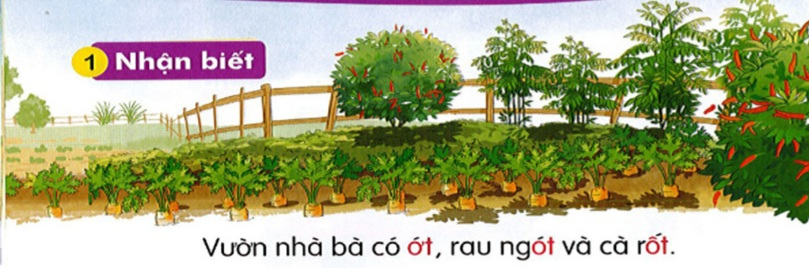 1 Nhận biết
Vườn nhà bà có ớt, rau ngót và cà rốt.